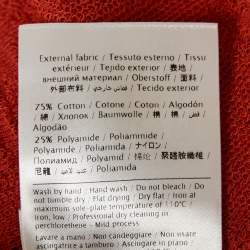 External fabric / Tessuto esterno / Tissu
extérieur / Tejido exterior / 表地 /
внешний материал / Oberstoff / 面料
/ 外部布料 / قماش خارجي / Tecido exterior
75% Cotton / Cotone / Coton / Algodón
/ 綿 / Хлопок / Baumwolle / 棉 / 棉 / قطن /
Algodão
25% Polyamide / Poliammide /
Polyamide / Poliamida / ナイロン /
Полиамид / Polyamid / 锦纶 / 聚醯胺纖維
/ 尼龍 / Poliamida
Wash by hand / Hand wash / Do not bleach / Do
not tumble dry / Flat drying / Dry flat / Iron at
maximum sole-plate temperature of 110°C /
Iron, low / Professional dry cleaning in
perchloroethene - Mild process
Lavare a mano / Non candeggiare / Non
asciugare a tamburo / Asciugare in piano